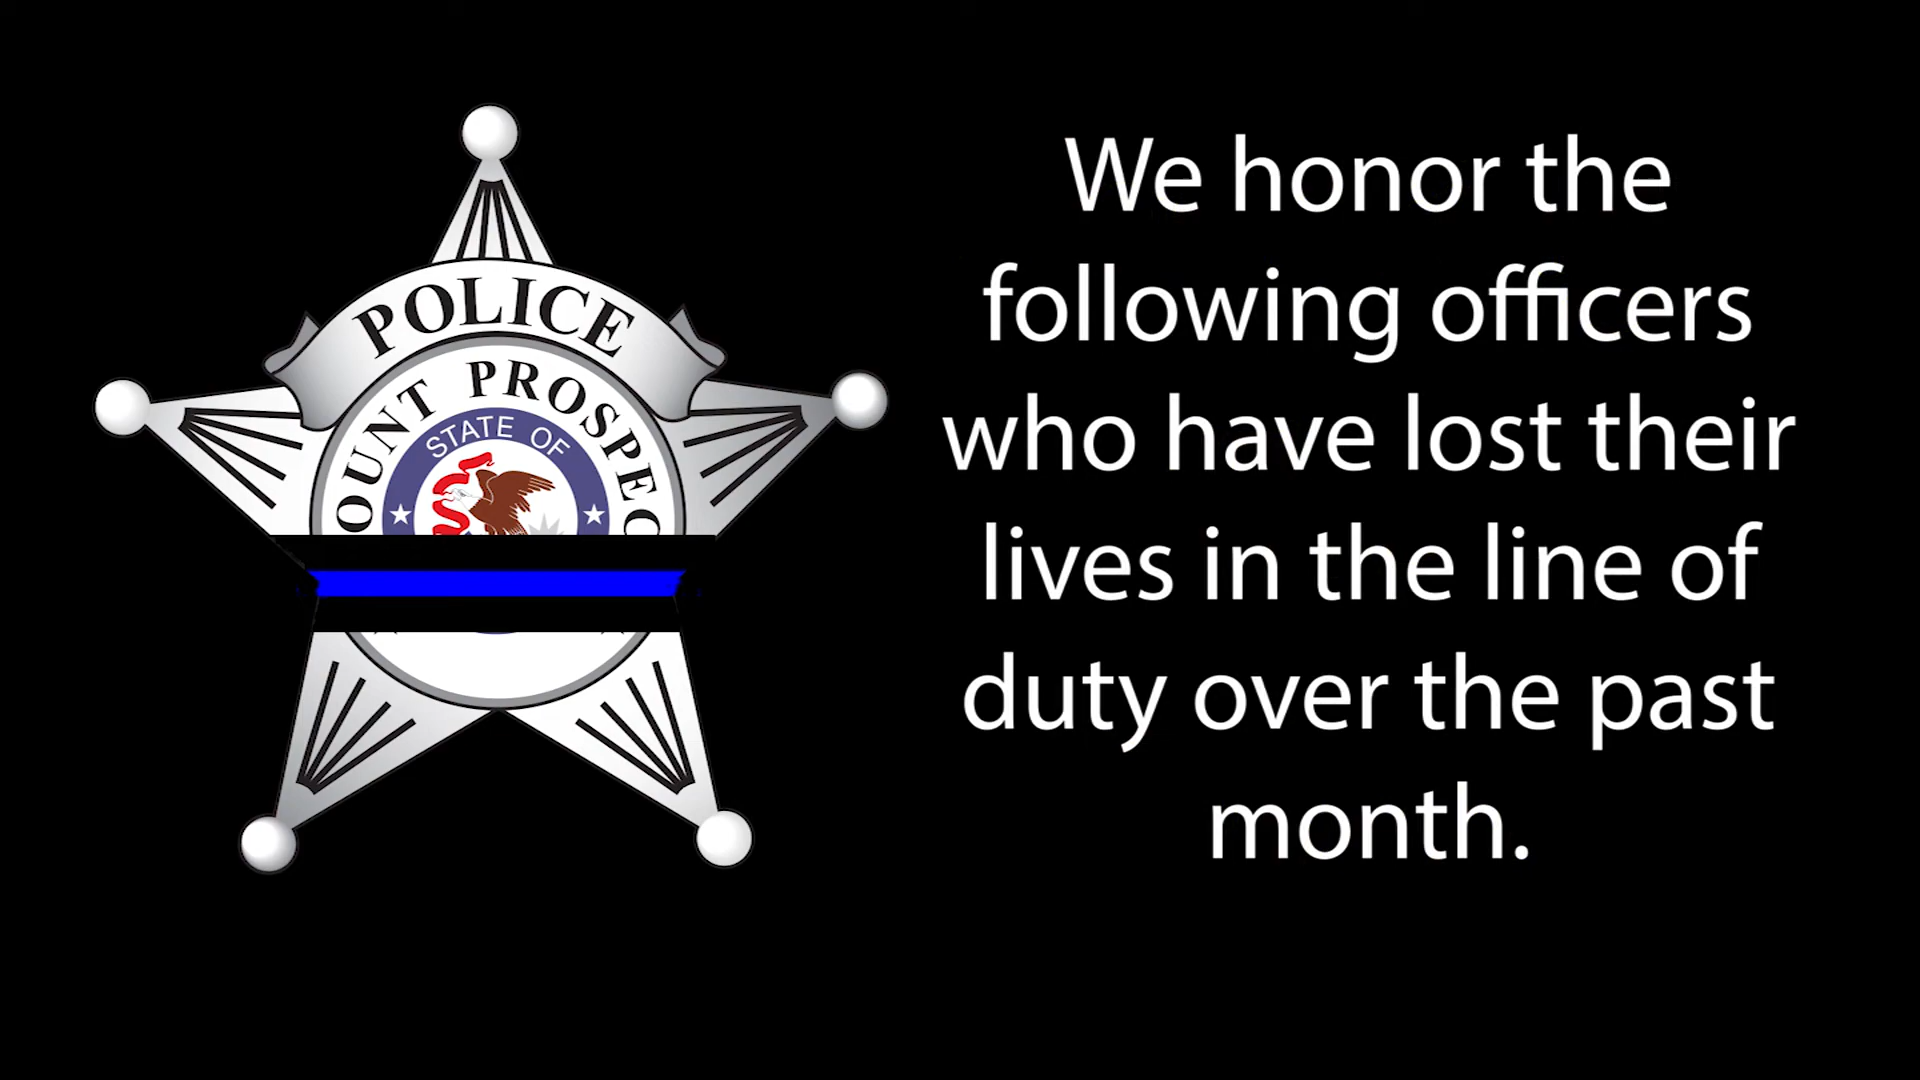 POLICE
OUNT PROSPEC
STATE OF
We honor the
following officers
who have lost their
lives in the line of
duty over the past
month.